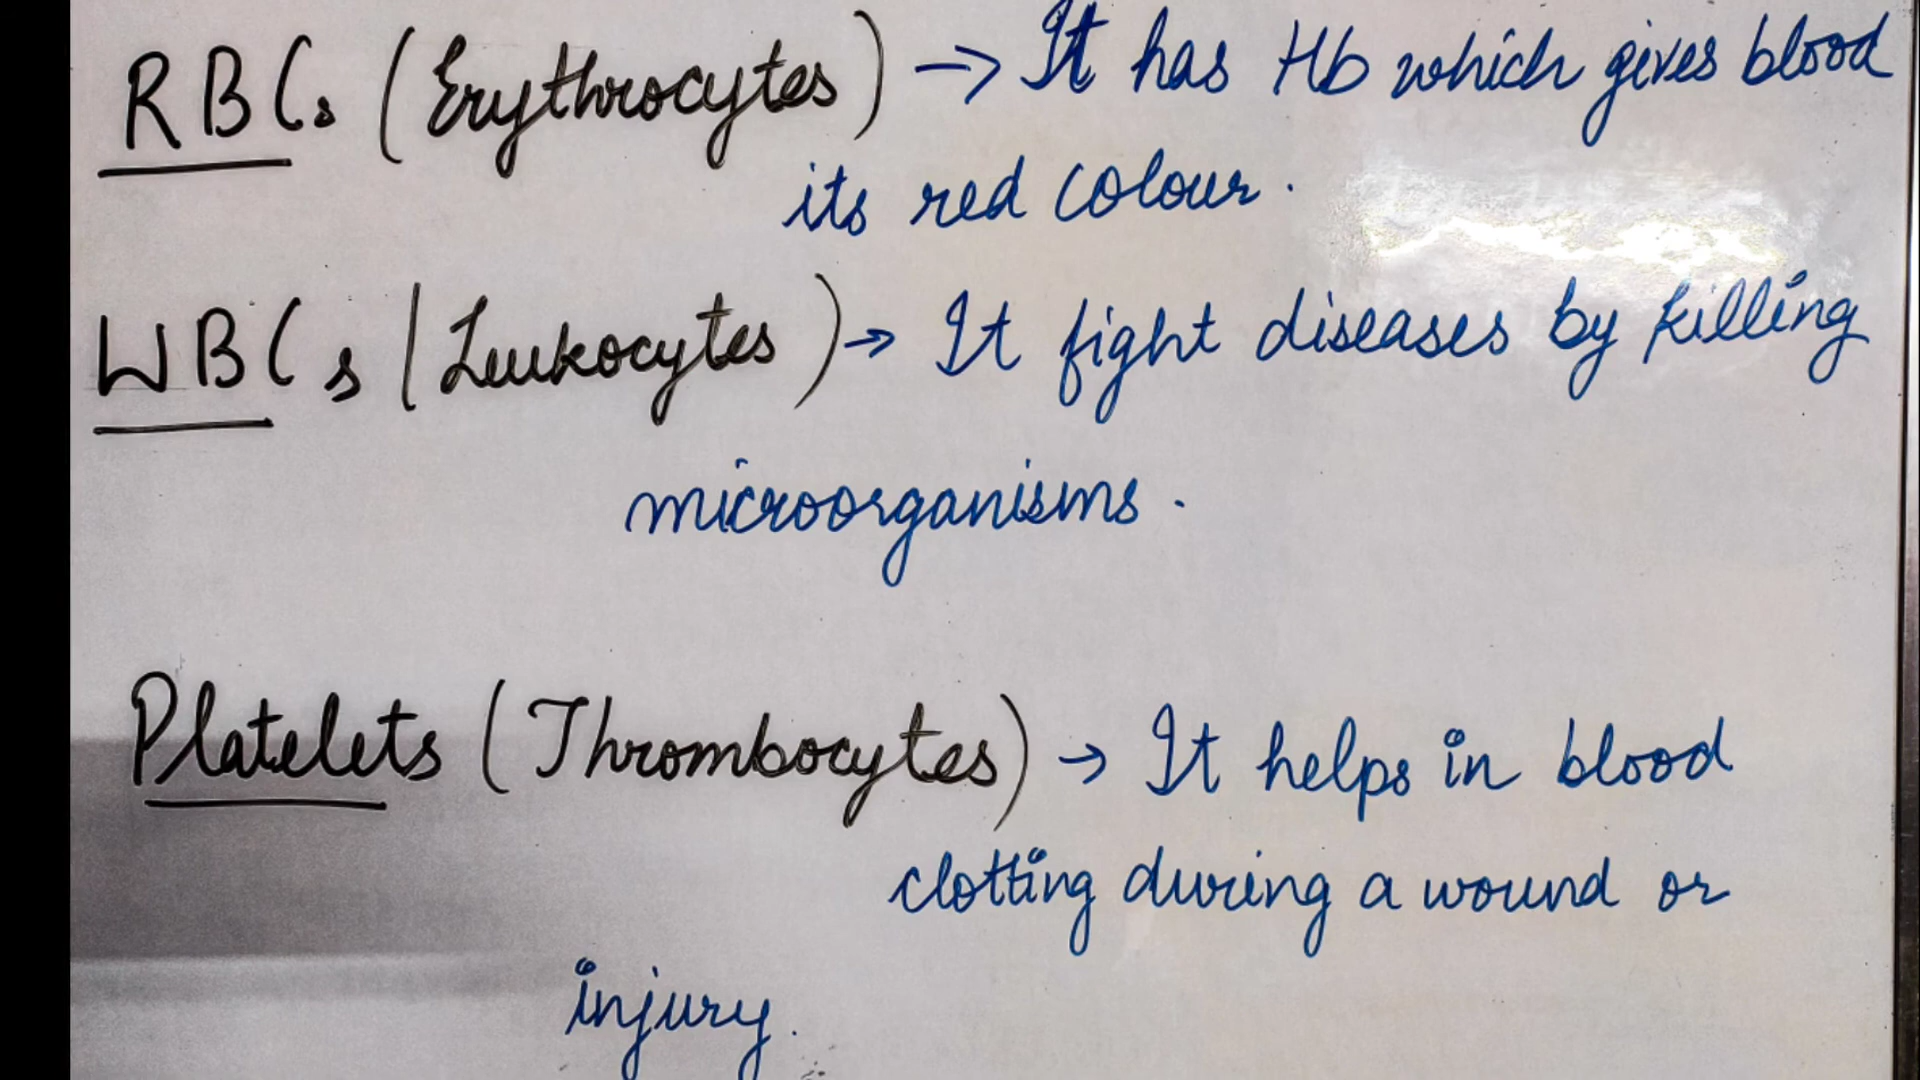 RBCs (Erythrocytes) → It has Hb which gives blood
its red colour.
WBCs (Leukocytes) → It fight diseases by killing
microorganisms.
Platelets (Thrombocytes) → It helps in blood
clotting during a wound or
injury.